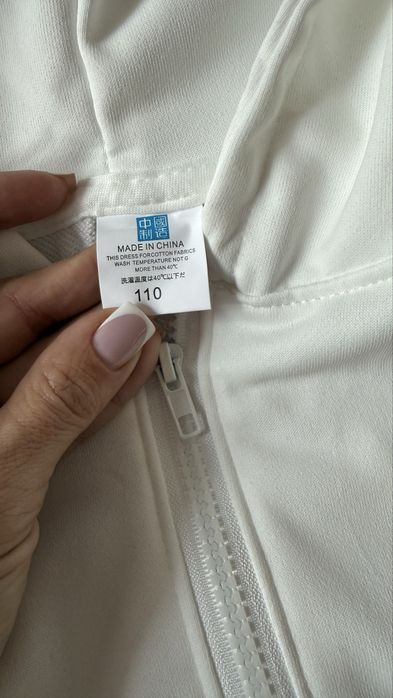 中國
制造
MADE IN CHINA
THIS DRESS FORCOTTON FABRICS
WASH TEMPERATURE NOT G
MORE THAN 40℃
洗濯温度は40℃以下だ
110